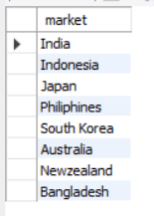 market
India
Indonesia
Japan
Philiphines
South Korea
Australia
Newzealand
Bangladesh